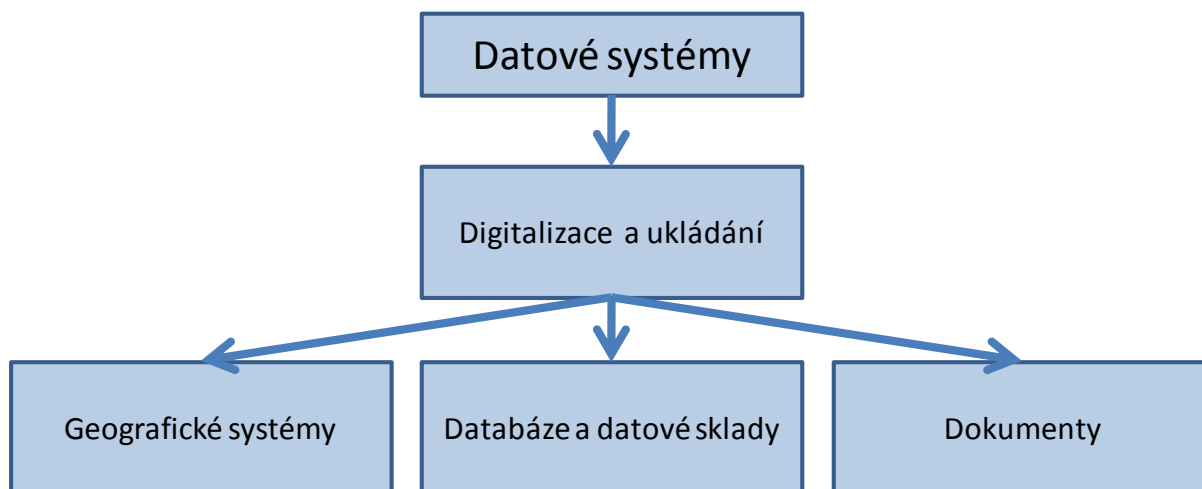 Datové systémy
Digitalizace a ukládání
Geografické systémy
Databáze a datové sklady
Dokumenty